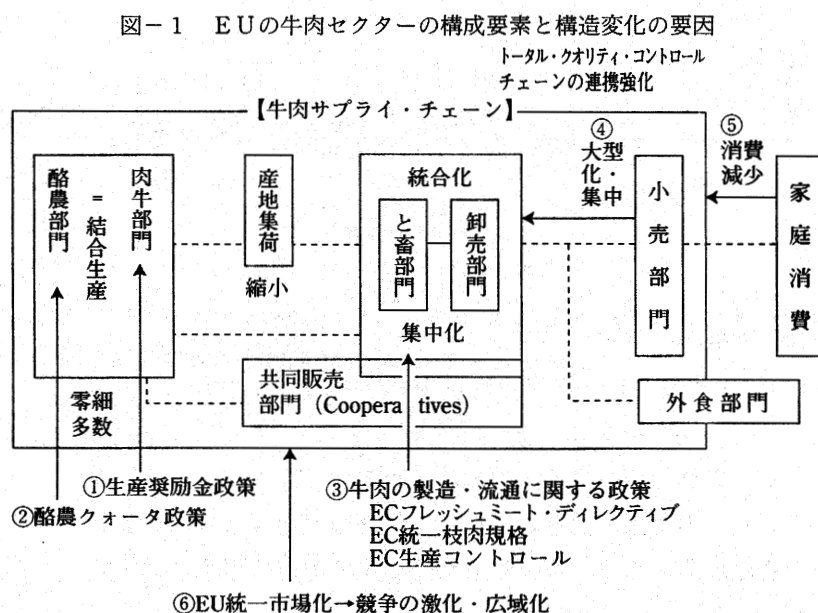 図－1 EUの牛肉セクターの構成要素と構造変化の要因
トータル・クオリティ・コントロール
チェーンの連携強化
【牛肉サプライ・チェーン】
④
大型
化・
集中
⑤
消費
減少
酪農部門
＝結合生産
肉牛部門
産地集荷
縮小
統合化
と畜部門
卸売部門
集中化
小売部門
家庭消費
共同販売
部門（Cooperatives）
零細
多数
外食部門
①生産奨励金政策
②酪農クォータ政策
③牛肉の製造・流通に関する政策
ECフレッシュミート・ディレクティブ
EC統一枝肉規格
EC生産コントロール
⑥EU統一市場化→競争の激化・広域化